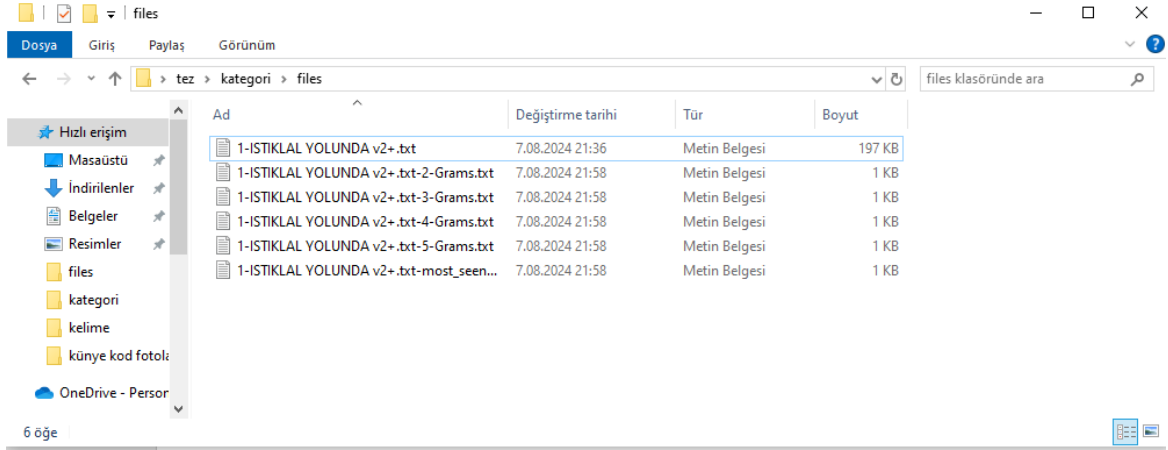 files
Dosya Giriş Paylaş Görünüm
tez > kategori > files files klasöründe ara
Ad Değiştirme tarihi Tür Boyut
Hızlı erişim
Masaüstü
İndirilenler
Belgeler
Resimler
files
kategori
kelime
künye kod fotola
OneDrive - Person
1-ISTIKLAL YOLUNDA v2+.txt 7.08.2024 21:36 Metin Belgesi 197 KB
1-ISTIKLAL YOLUNDA v2+.txt-2-Grams.txt 7.08.2024 21:58 Metin Belgesi 1 KB
1-ISTIKLAL YOLUNDA v2+.txt-3-Grams.txt 7.08.2024 21:58 Metin Belgesi 1 KB
1-ISTIKLAL YOLUNDA v2+.txt-4-Grams.txt 7.08.2024 21:58 Metin Belgesi 1 KB
1-ISTIKLAL YOLUNDA v2+.txt-5-Grams.txt 7.08.2024 21:58 Metin Belgesi 1 KB
1-ISTIKLAL YOLUNDA v2+.txt-most_seen... 7.08.2024 21:58 Metin Belgesi 1 KB
6 öğe